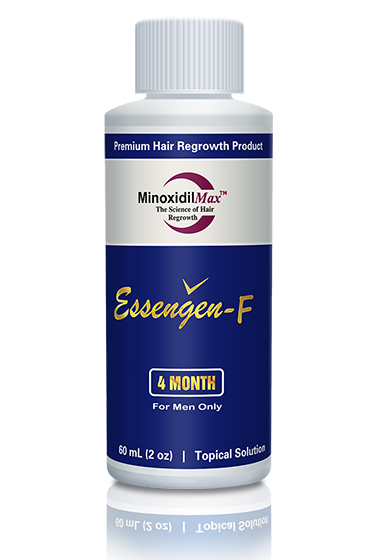 Premium Hair Regrowth Product
MinoxidilMax™
The Science of Hair
Regrowth
Essengen-F
4 MONTH
For Men Only
60 mL (2 oz) | Topical Solution